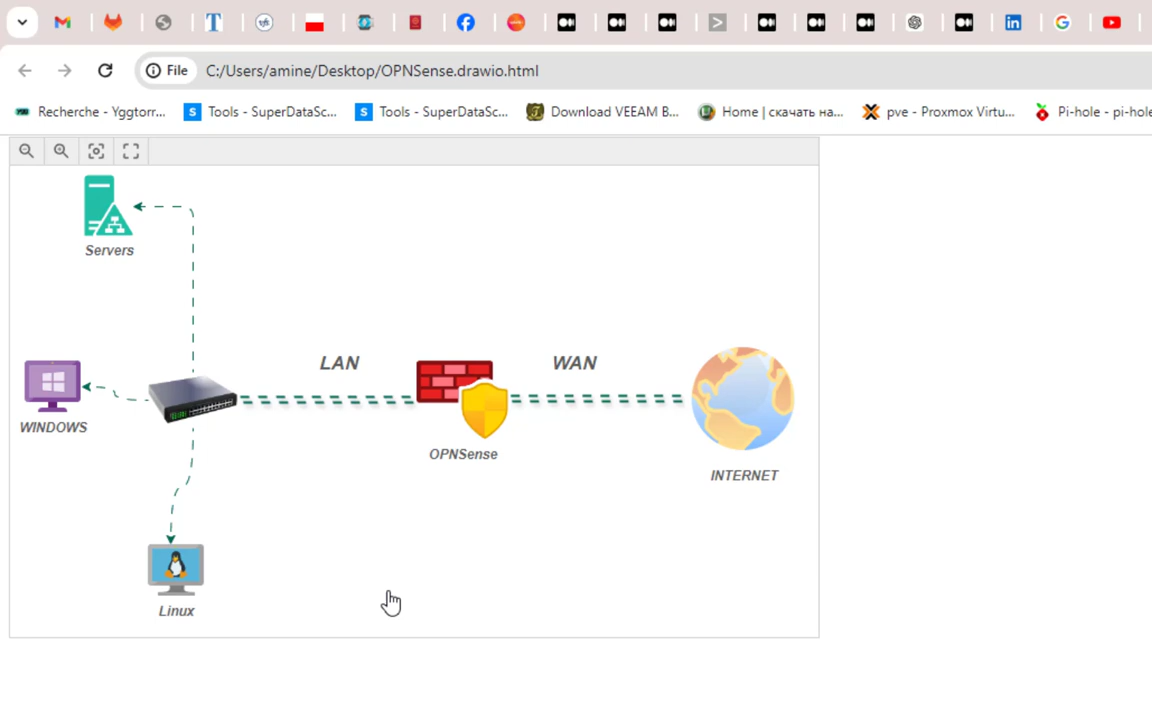 File C:/Users/amine/Desktop/OPNSense.drawio.html
Recherche - Yggtorr... Tools - SuperDataSc... Tools - SuperDataSc... Download VEEAM B... Home | скачать на... pve - Proxmox Virtu... Pi-hole - pi-hole
Servers
LAN WAN
WINDOWS
OPNSense
INTERNET
Linux